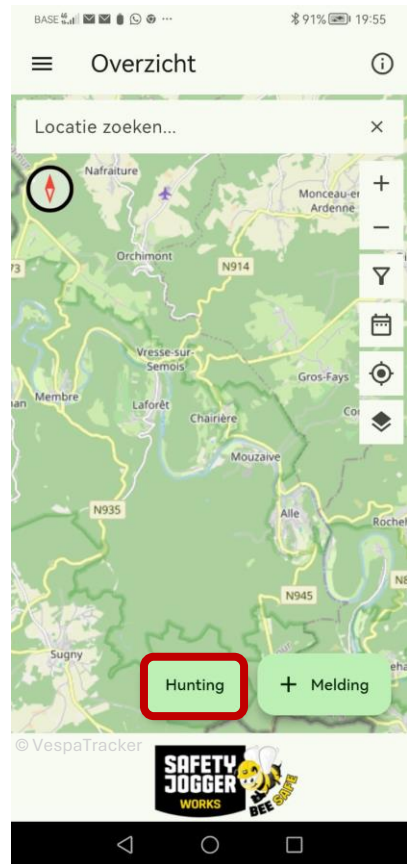 BASE
91%
19:55
Overzicht
Locatie zoeken...
Nafraiture
Monceau-en
Ardenne
Orchimont
N914
Vresse-sur-
Semois
Gros-Fays
Membre
Laforêt
Chairière
Mouzaive
N935
Alle
Rochel
N945
Sugny
Hunting
+ Melding
© VespaTracker
SAFETY
JOGGER
WORKS
BEE SAFE